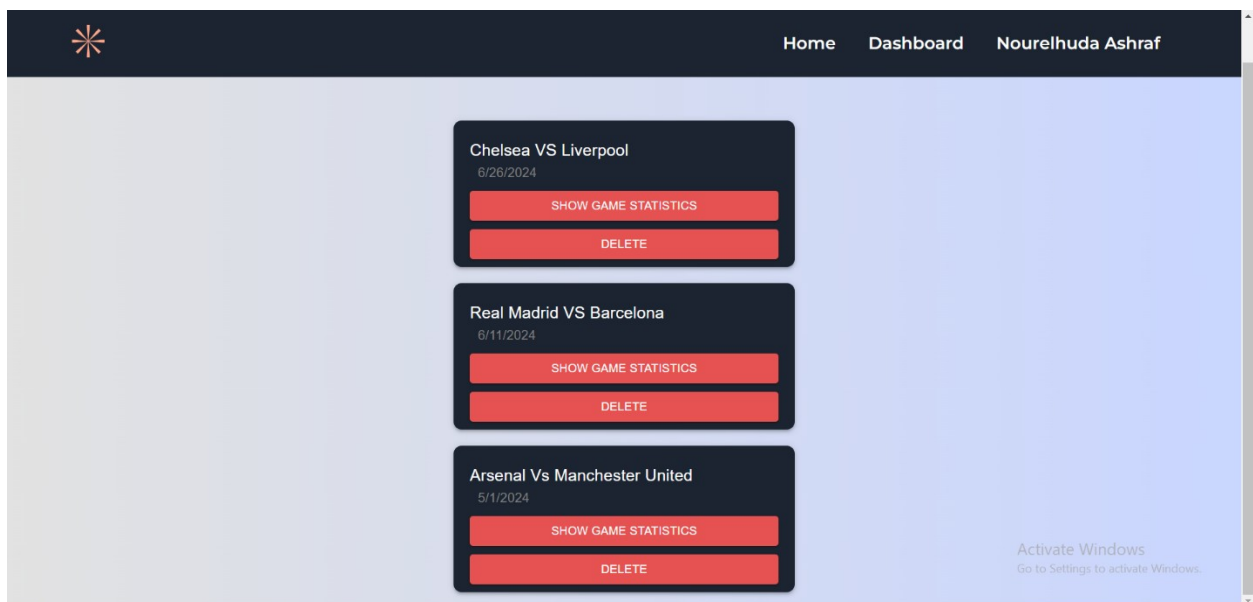 Home Dashboard Nourelhuda Ashraf
Chelsea VS Liverpool
6/26/2024
SHOW GAME STATISTICS
DELETE
Real Madrid VS Barcelona
6/11/2024
SHOW GAME STATISTICS
DELETE
Arsenal Vs Manchester United
5/1/2024
SHOW GAME STATISTICS
DELETE
Activate Windows
Go to Settings to activate Windows.